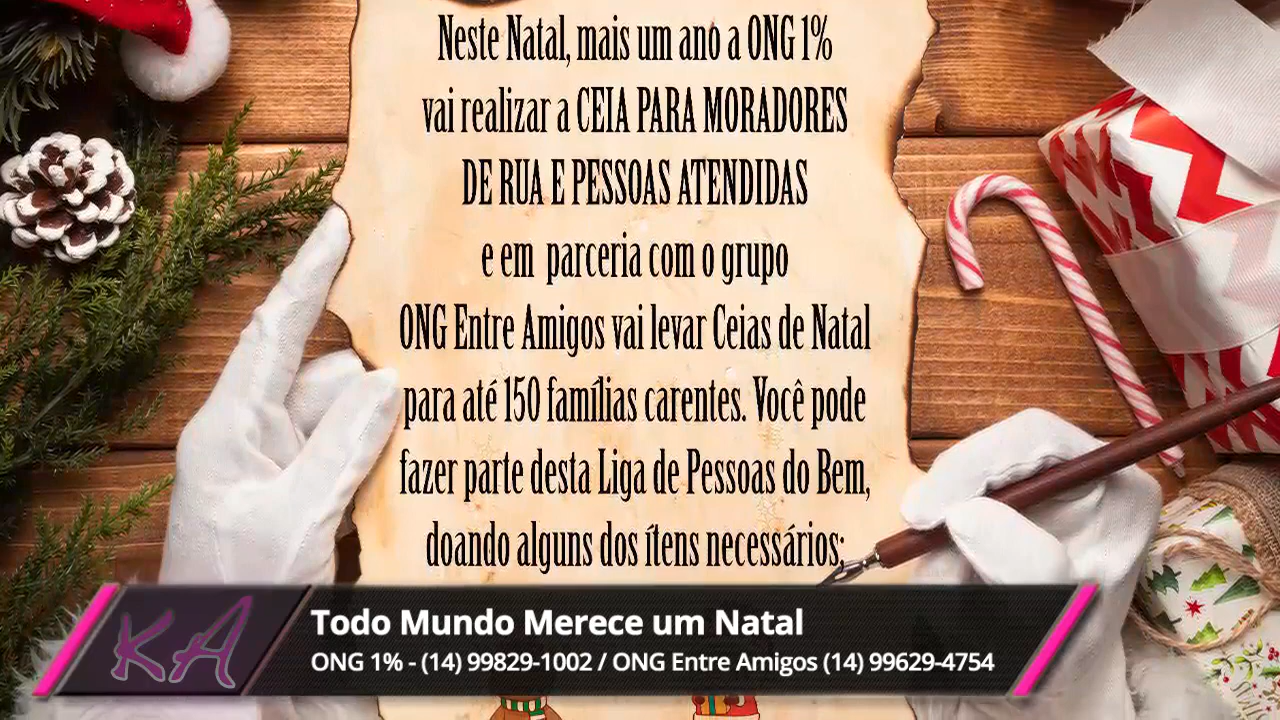 Neste Natal, mais um ano a ONG 1%
vai realizar a CEIA PARA MORADORES
DE RUA E PESSOAS ATENDIDAS
e em parceria com o grupo
ONG Entre Amigos vai levar Ceias de Natal
para até 150 famílias carentes. Você pode
fazer parte desta Liga de Pessoas do Bem,
doando alguns dos ítens necessários:
KA
Todo Mundo Merece um Natal
ONG 1% - (14) 99829-1002 / ONG Entre Amigos (14) 99629-4754